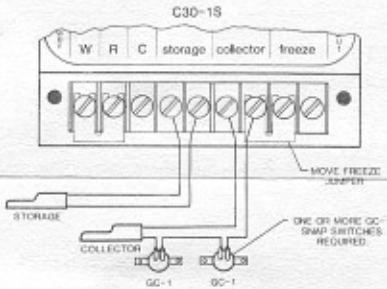 C30-1S
W R C storage collector freeze
MOVE FREEZE
JUMPER
STORAGE
COLLECTOR
ONE OR MORE GC-
SNAP SWITCHES
REQUIRED
GC-1 GC-1